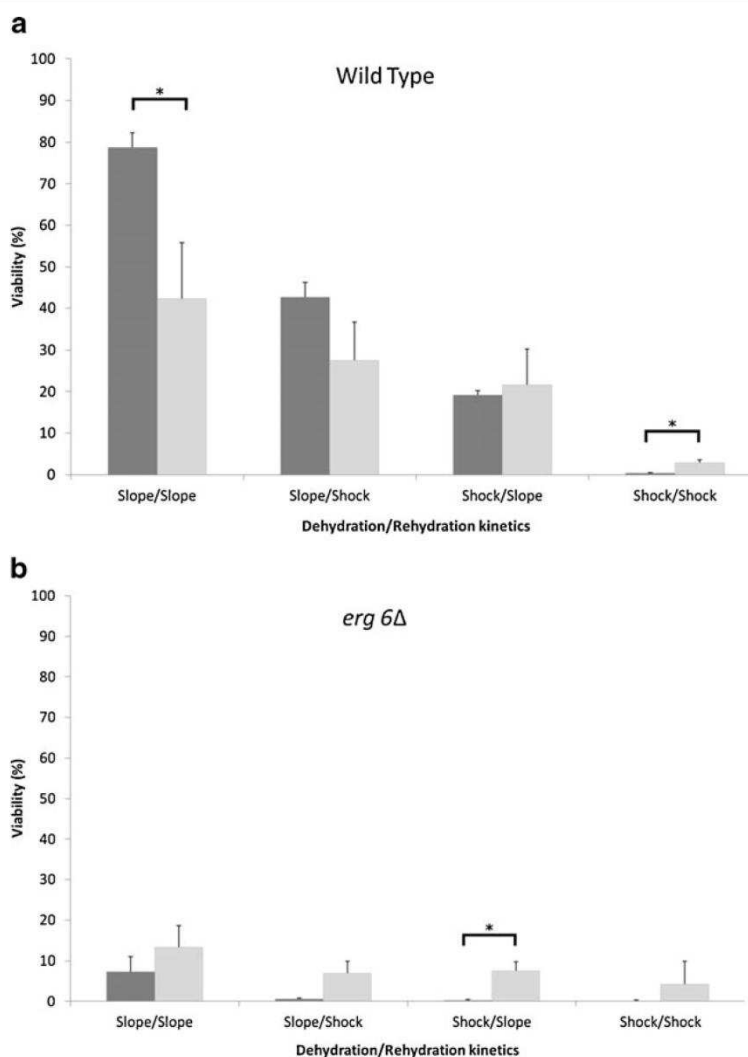 a
Wild Type
100
90
80
70
60
50
40
30
20
10
0
Viability (%)
*
*
Slope/Slope Slope/Shock Shock/Slope Shock/Shock
Dehydration/Rehydration kinetics
b
erg 6Δ
100
90
80
70
60
50
40
30
20
10
0
Viability (%)
*
Slope/Slope Slope/Shock Shock/Slope Shock/Shock
Dehydration/Rehydration kinetics